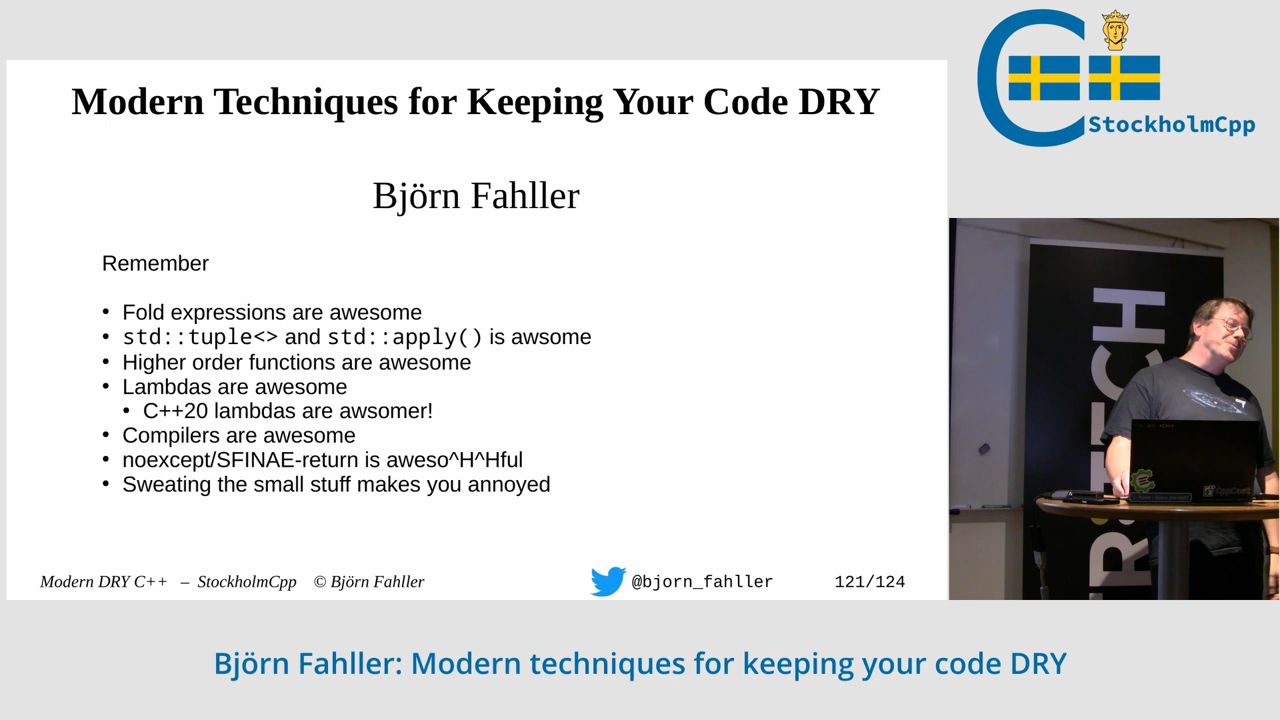 StockholmCpp
Modern Techniques for Keeping Your Code DRY
Björn Fahller
Remember
• Fold expressions are awesome
• std::tuple<> and std::apply() is awsome
• Higher order functions are awesome
• Lambdas are awesome
• C++20 lambdas are awsomer!
• Compilers are awesome
• noexcept/SFINAE-return is aweso^H^Hful
• Sweating the small stuff makes you annoyed
Modern DRY C++ – StockholmCpp © Björn Fahller
@bjorn_fahller
121/124
Björn Fahller: Modern techniques for keeping your code DRY